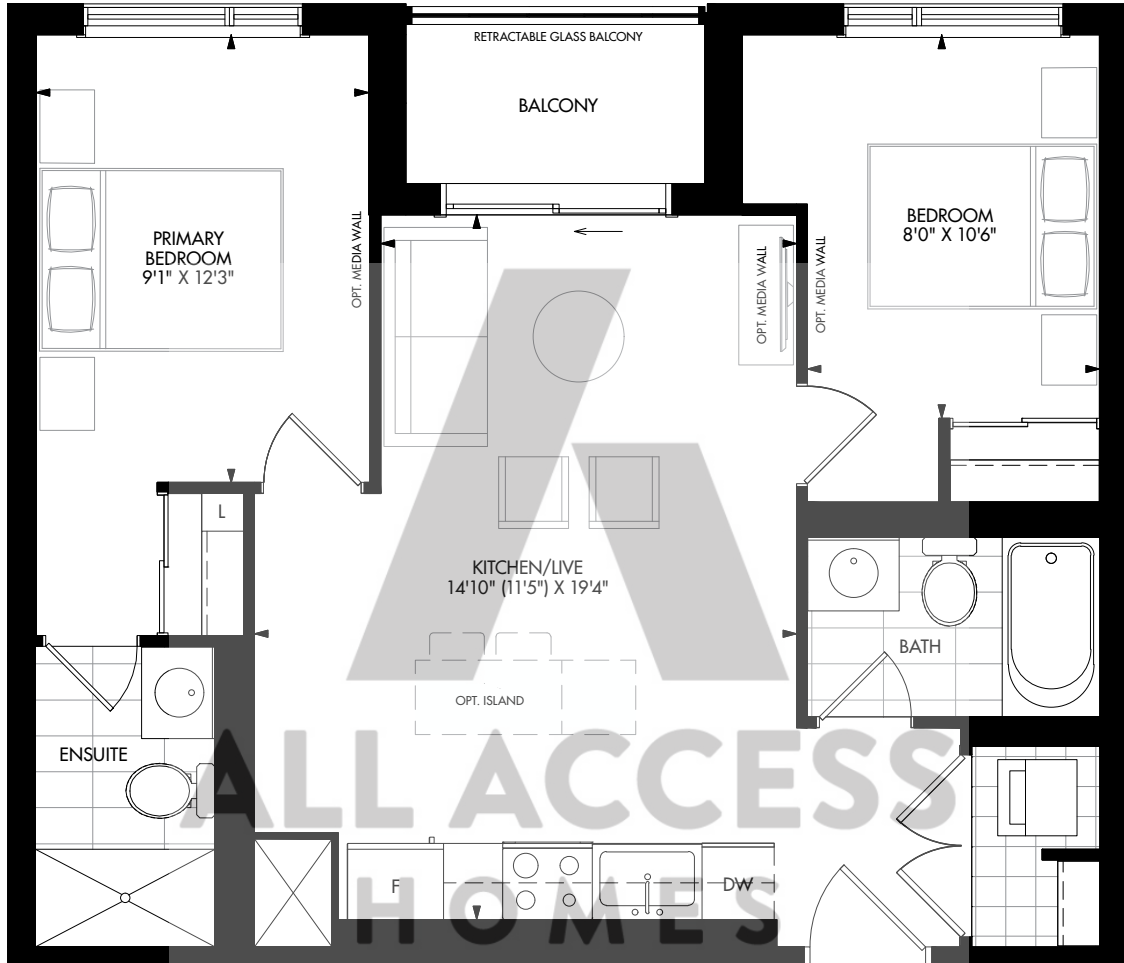 RETRACTABLE GLASS BALCONY
BALCONY
PRIMARY
BEDROOM
9'1" X 12'3"
OPT. MEDIA WALL
OPT. MEDIA WALL
OPT. MEDIA WALL
BEDROOM
8'0" X 10'6"
L
KITCHEN/LIVE
14'10" (11'5") X 19'4"
OPT. ISLAND
BATH
ENSUITE
F
DW
ALL ACCESS
HOMES